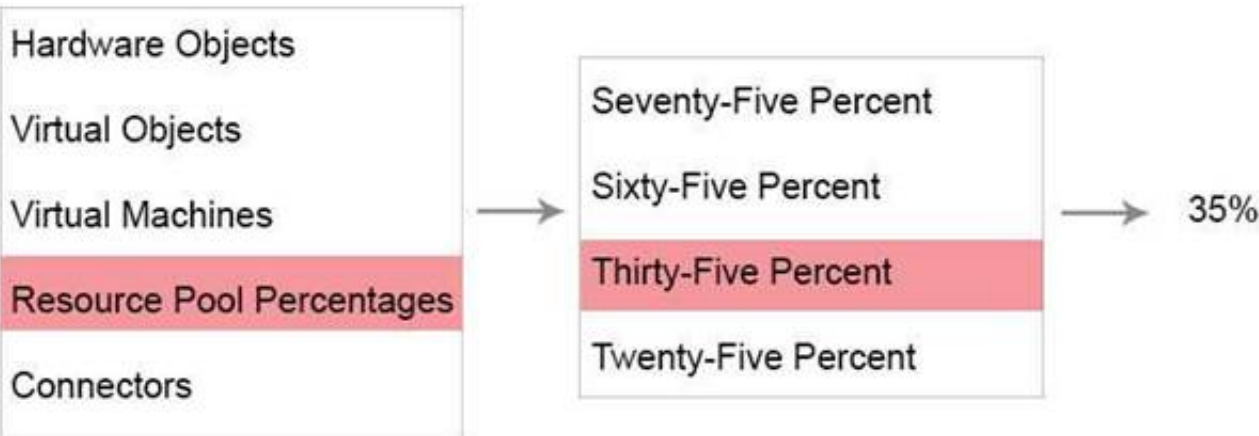 Hardware Objects
Virtual Objects
Virtual Machines
Resource Pool Percentages
Connectors
Seventy-Five Percent
Sixty-Five Percent
Thirty-Five Percent
Twenty-Five Percent
35%